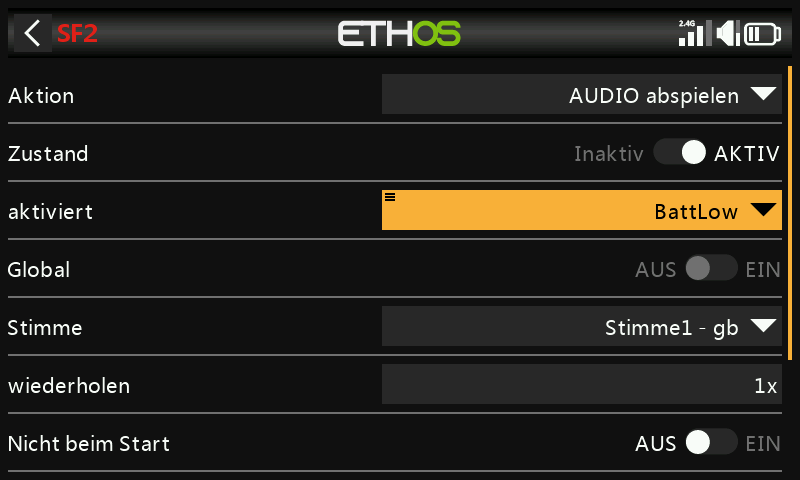 SF2
ETHOS
2.4G
Aktion AUDIO abspielen
Zustand Inaktiv AKTIV
aktiviert BattLow
Global AUS EIN
Stimme Stimme1 - gb
wiederholen 1x
Nicht beim Start AUS EIN